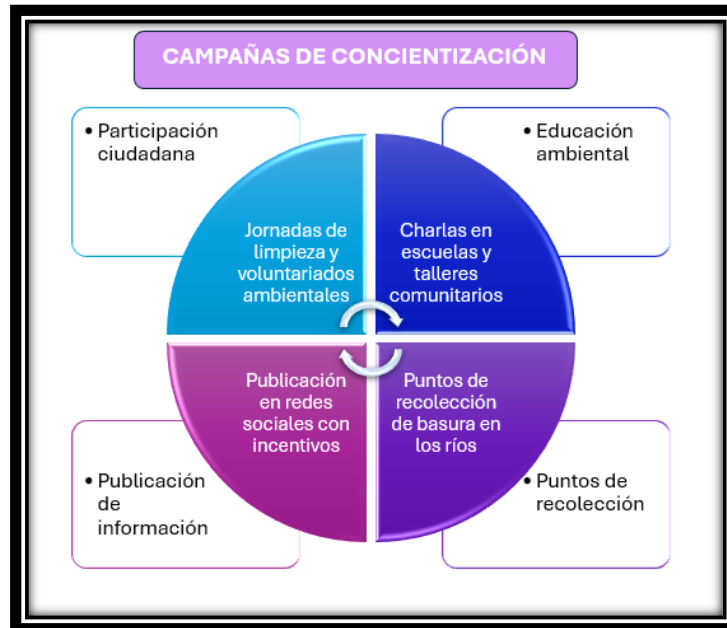 CAMPAÑAS DE CONCIENTIZACIÓN
• Participación
ciudadana
• Educación
ambiental
Jornadas de
limpieza y
voluntariados
ambientales
Charlas en
escuelas y
talleres
comunitarios
Publicación
en redes
sociales con
incentivos
Puntos de
recolección
de basura en
los ríos
• Publicación
de
información
• Puntos de
recolección